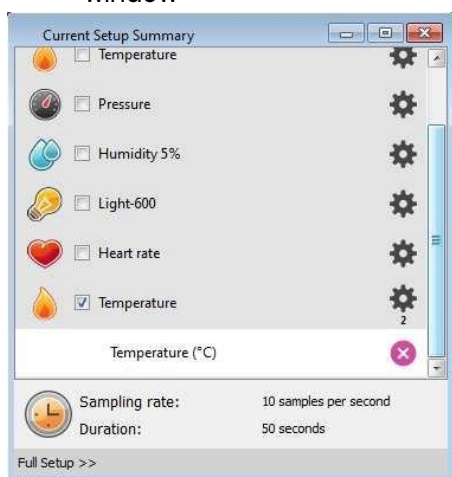 window
Current Setup Summary
Temperature
Pressure
Humidity 5%
Light-600
Heart rate
Temperature
2
Temperature (°C)
Sampling rate: 10 samples per second
Duration: 50 seconds
Full Setup >>